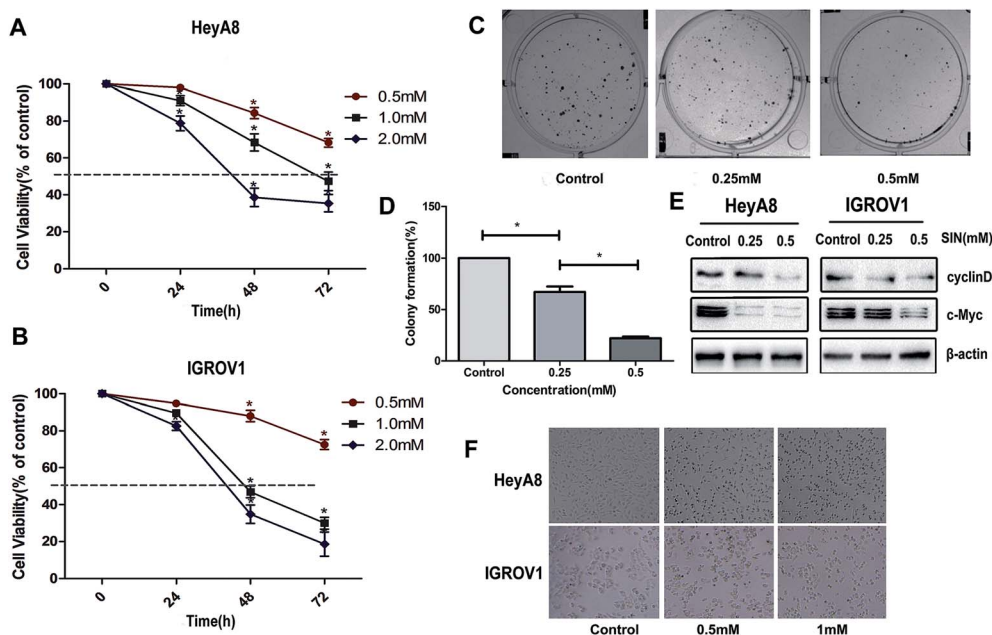 A
HeyA8
Cell Viability(% of control)
100
80
60
40
20
0
0
24
48
72
Time(h)
0.5mM
1.0mM
2.0mM
*
*
*
*
*
*
*
*
B
IGROV1
Cell Viability(% of control)
100
80
60
40
20
0
0
24
48
72
Time(h)
0.5mM
1.0mM
2.0mM
*
*
*
*
*
*
*
C
Control
0.25mM
0.5mM
D
Colony formation(%)
150
100
50
0
*
*
Control
0.25
0.5
Concentration(mM)
E
HeyA8
IGROV1
Control 0.25 0.5
Control 0.25 0.5
SIN(mM)
cyclinD
c-Myc
β-actin
F
HeyA8
IGROV1
Control
0.5mM
1mM